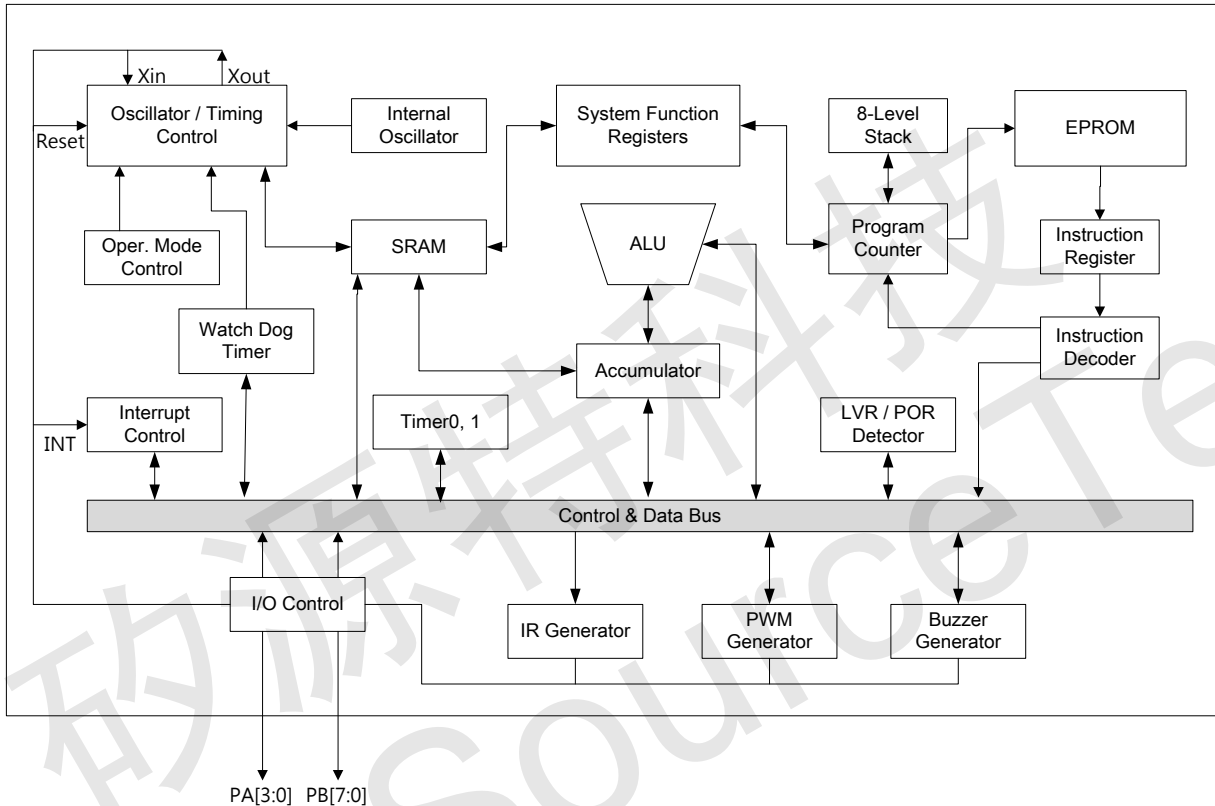 Xin
Xout
Oscillator / Timing
Control
Reset
Internal
Oscillator
System Function
Registers
8-Level
Stack
EPROM
Oper. Mode
Control
SRAM
ALU
Program
Counter
Instruction
Register
Watch Dog
Timer
Accumulator
Instruction
Decoder
Interrupt
Control
INT
Timer0, 1
LVR / POR
Detector
Control & Data Bus
I/O Control
IR Generator
PWM
Generator
Buzzer
Generator
PA[3:0]
PB[7:0]
矽源特科技
SourceTe